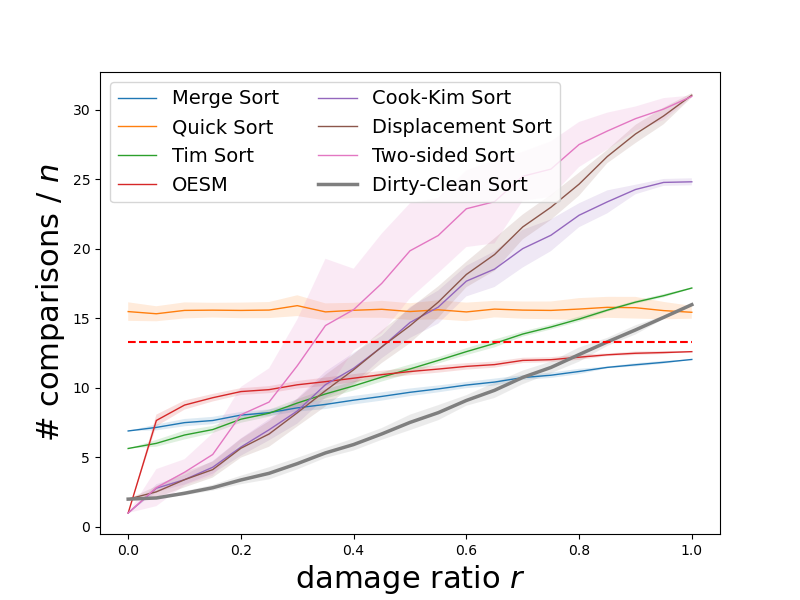 Merge Sort
Quick Sort
Tim Sort
OESM
Cook-Kim Sort
Displacement Sort
Two-sided Sort
Dirty-Clean Sort
# comparisons / n
30
25
20
15
10
5
0
0.0 0.2 0.4 0.6 0.8 1.0
damage ratio r